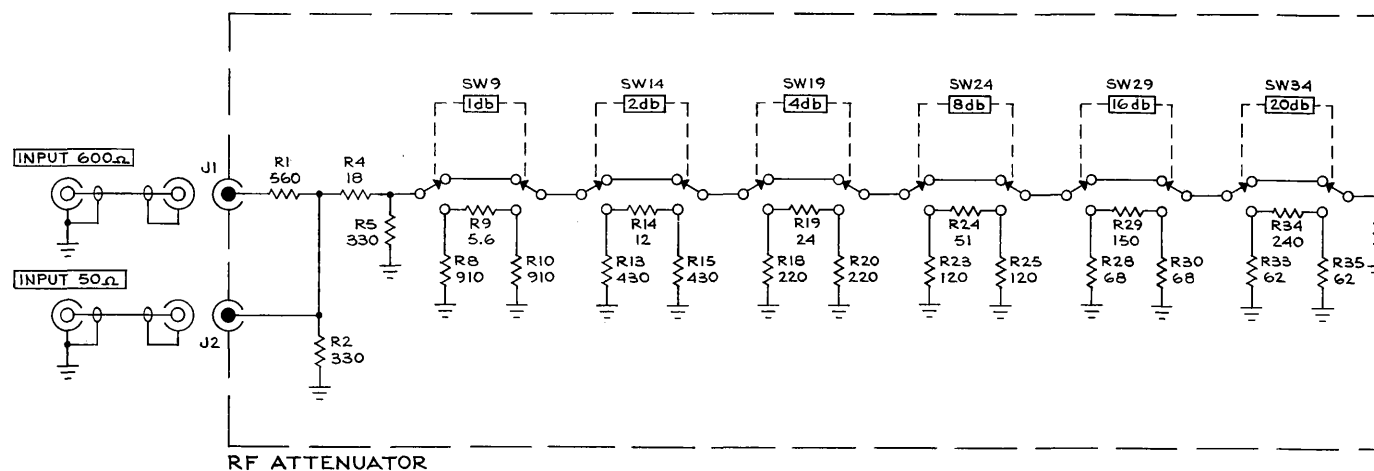 SW9
1db
SW14
2db
SW19
4db
SW24
8db
SW29
16db
SW34
20db
INPUT 600Ω
J1
R1
560
R4
18
R5
330
R9
5.6
R8
910
R10
910
R14
12
R13
430
R15
430
R19
24
R18
220
R20
220
R24
51
R23
120
R25
120
R29
150
R28
68
R30
68
R34
240
R33
62
R35
62
INPUT 50Ω
J2
R2
330
RF ATTENUATOR